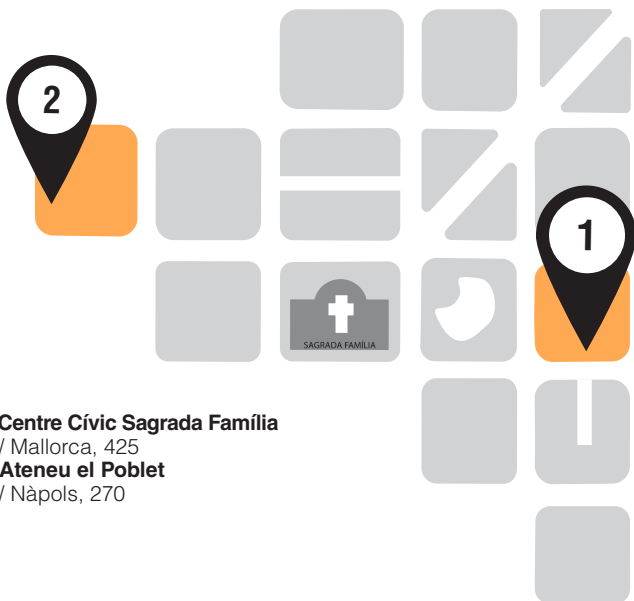 2
1
SAGRADA FAMÍLIA
Centre Cívic Sagrada Família
/ Mallorca, 425
Ateneu el Poblet
/ Nàpols, 270